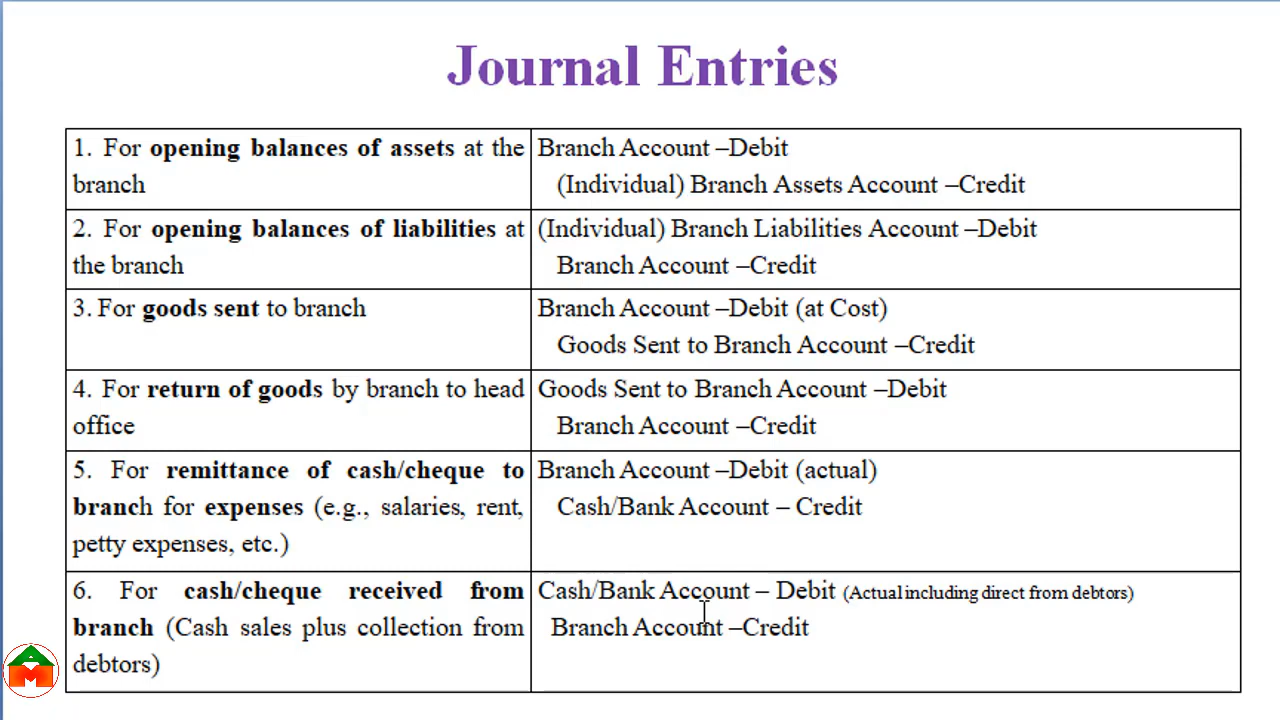 Journal Entries
1. For opening balances of assets at the
branch
Branch Account –Debit
(Individual) Branch Assets Account –Credit
2. For opening balances of liabilities at
the branch
(Individual) Branch Liabilities Account –Debit
Branch Account –Credit
3. For goods sent to branch
Branch Account –Debit (at Cost)
Goods Sent to Branch Account –Credit
4. For return of goods by branch to head
office
Goods Sent to Branch Account –Debit
Branch Account –Credit
5. For remittance of cash/cheque to
branch for expenses (e.g., salaries, rent,
petty expenses, etc.)
Branch Account –Debit (actual)
Cash/Bank Account – Credit
6. For cash/cheque received from
branch (Cash sales plus collection from
debtors)
Cash/Bank Account – Debit (Actual including direct from debtors)
Branch Account –Credit